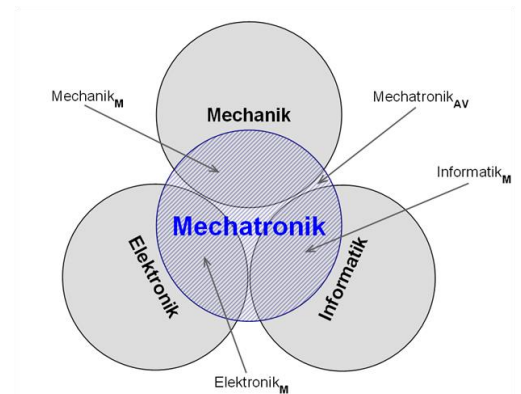 Mechanik_M
Mechatronik_AV
Mechanik
Informatik_M
Mechatronik
Elektronik
Informatik
Elektronik_M